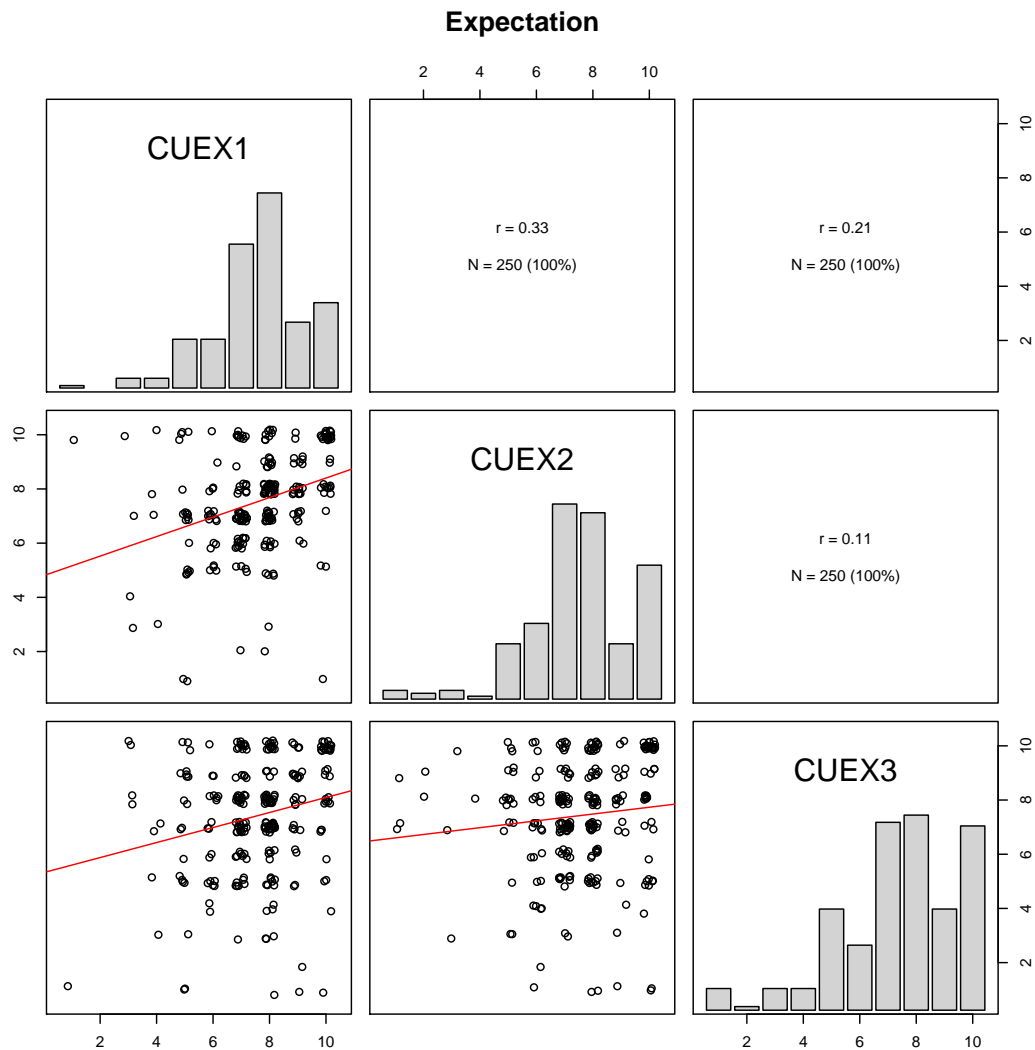 Expectation
2 4 6 8 10
CUEX1
r = 0.33
N = 250 (100%)
r = 0.21
N = 250 (100%)
10
8
6
4
2
10
8
6
4
2
CUEX2
r = 0.11
N = 250 (100%)
CUEX3
10
8
6
4
2
2 4 6 8 10
2 4 6 8 10